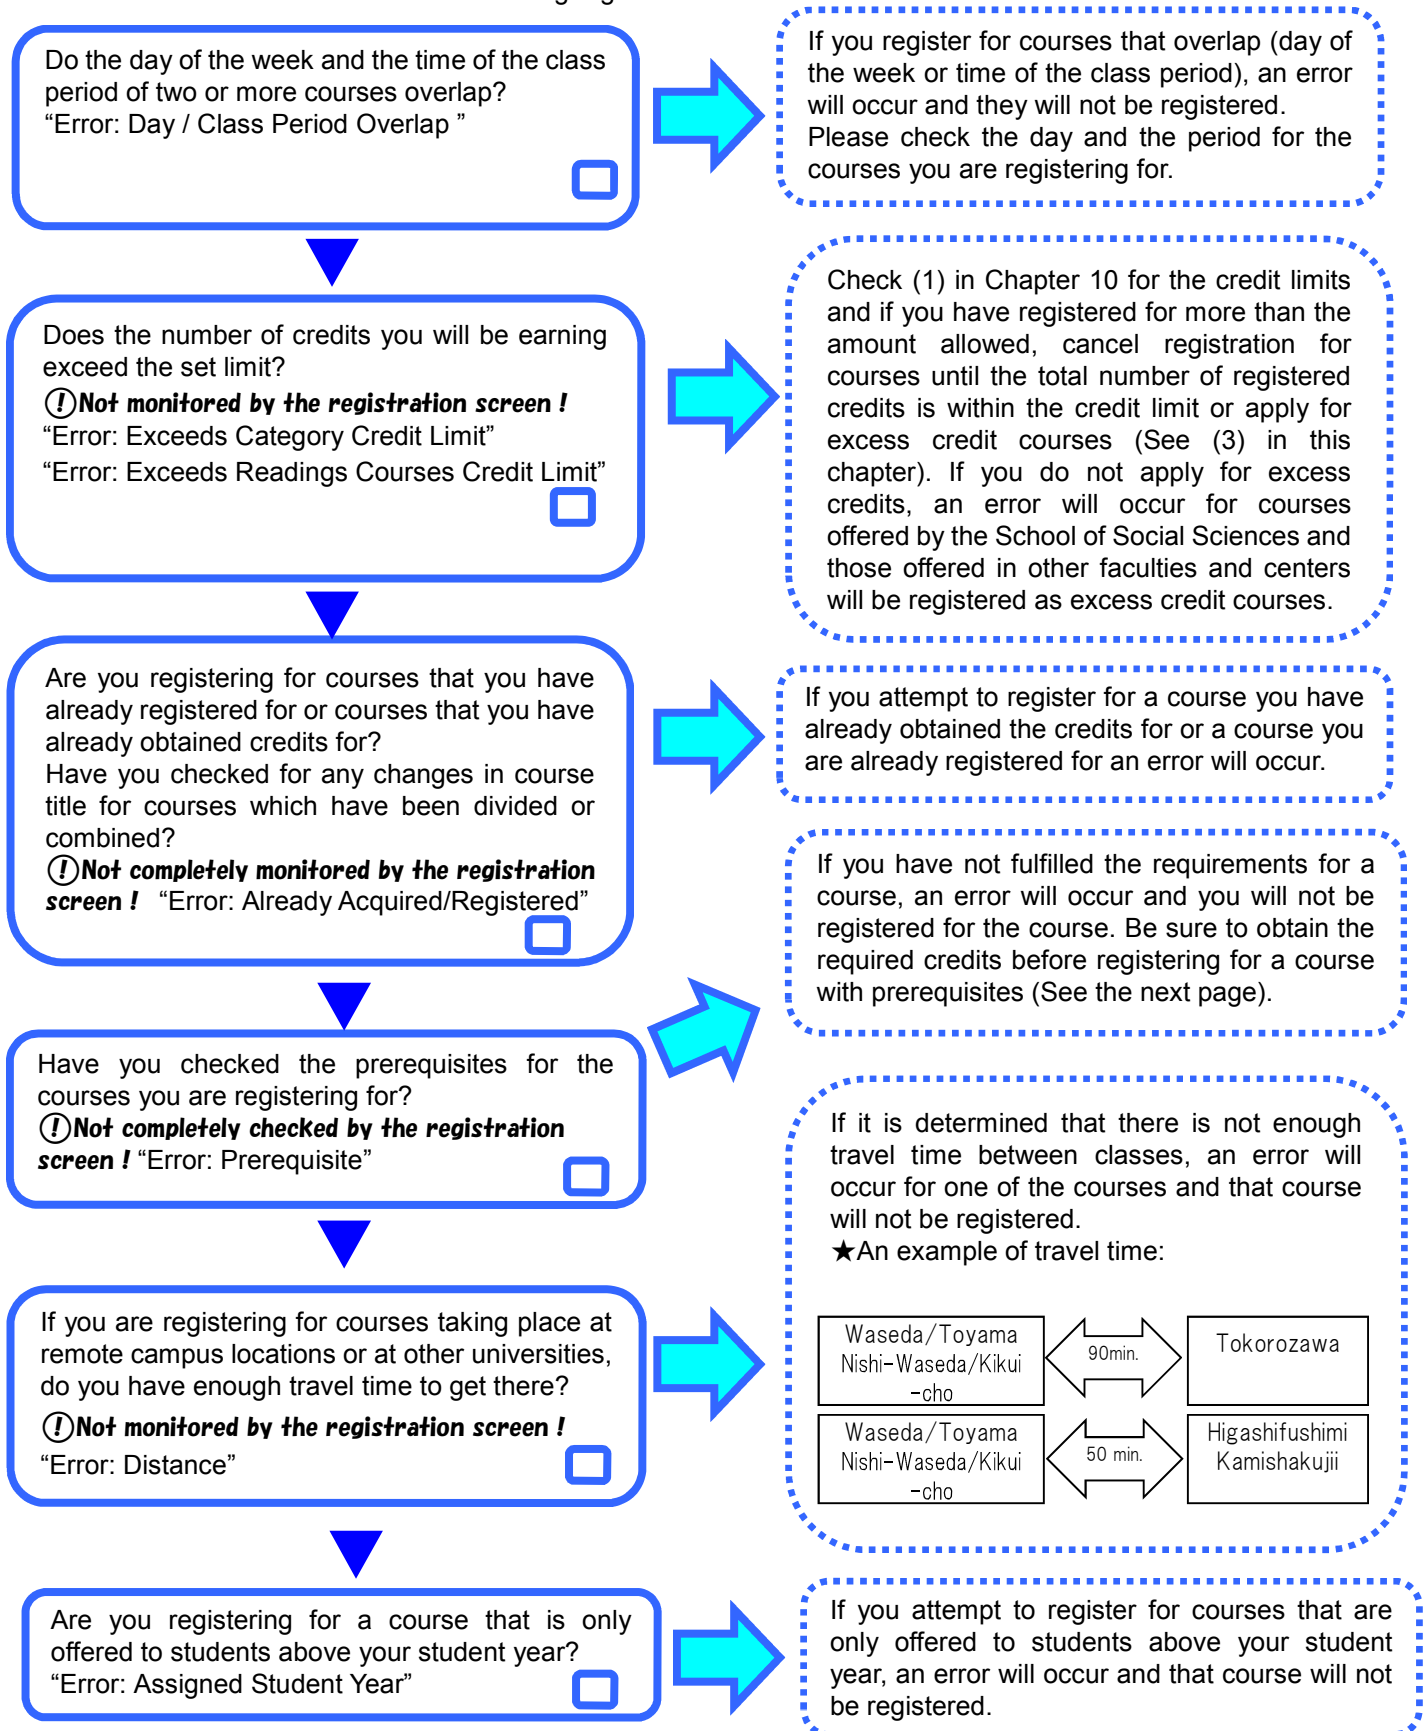 Do the day of the week and the time of the class
period of two or more courses overlap?
“Error: Day / Class Period Overlap ”
If you register for courses that overlap (day of
the week or time of the class period), an error
will occur and they will not be registered.
Please check the day and the period for the
courses you are registering for.
Does the number of credits you will be earning
exceed the set limit?
(!)Not monitored by the registration screen !
“Error: Exceeds Category Credit Limit”
“Error: Exceeds Readings Courses Credit Limit”
Check (1) in Chapter 10 for the credit limits
and if you have registered for more than the
amount allowed, cancel registration for
courses until the total number of registered
credits is within the credit limit or apply for
excess credit courses (See (3) in this
chapter). If you do not apply for excess
credits, an error will occur for courses
offered by the School of Social Sciences and
those offered in other faculties and centers
will be registered as excess credit courses.
Are you registering for courses that you have
already registered for or courses that you have
already obtained credits for?
Have you checked for any changes in course
title for courses which have been divided or
combined?
(!)Not completely monitored by the registration
screen ! “Error: Already Acquired/Registered”
If you attempt to register for a course you have
already obtained the credits for or a course you
are already registered for an error will occur.
Have you checked the prerequisites for the
courses you are registering for?
(!)Not completely checked by the registration
screen ! “Error: Prerequisite”
If you have not fulfilled the requirements for a
course, an error will occur and you will not be
registered for the course. Be sure to obtain the
required credits before registering for a course
with prerequisites (See the next page).
If you are registering for courses taking place at
remote campus locations or at other universities,
do you have enough travel time to get there?
(!)Not monitored by the registration screen !
“Error: Distance”
If it is determined that there is not enough
travel time between classes, an error will
occur for one of the courses and that course
will not be registered.
★An example of travel time:
Waseda/Toyama
Nishi-Waseda/Kikui
-cho
90min.
Tokorozawa
Waseda/Toyama
Nishi-Waseda/Kikui
-cho
50 min.
Higashifushimi
Kamishakujii
Are you registering for a course that is only
offered to students above your student year?
“Error: Assigned Student Year”
If you attempt to register for courses that are
only offered to students above your student
year, an error will occur and that course will not
be registered.